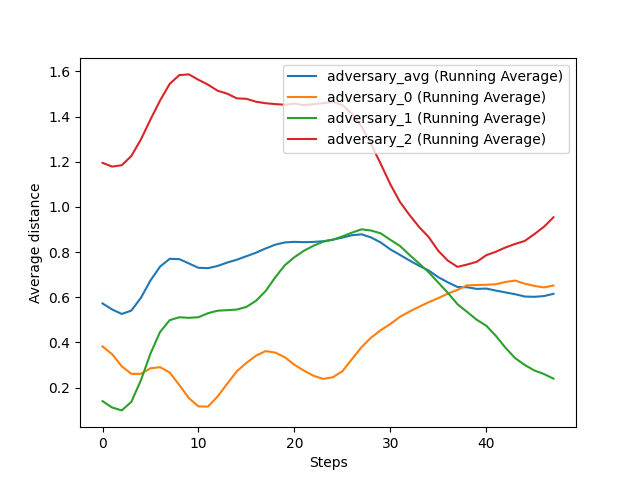 adversary_avg (Running Average)
adversary_0 (Running Average)
adversary_1 (Running Average)
adversary_2 (Running Average)
1.6
1.4
1.2
1.0
0.8
0.6
0.4
0.2
Average distance
0 10 20 30 40
Steps